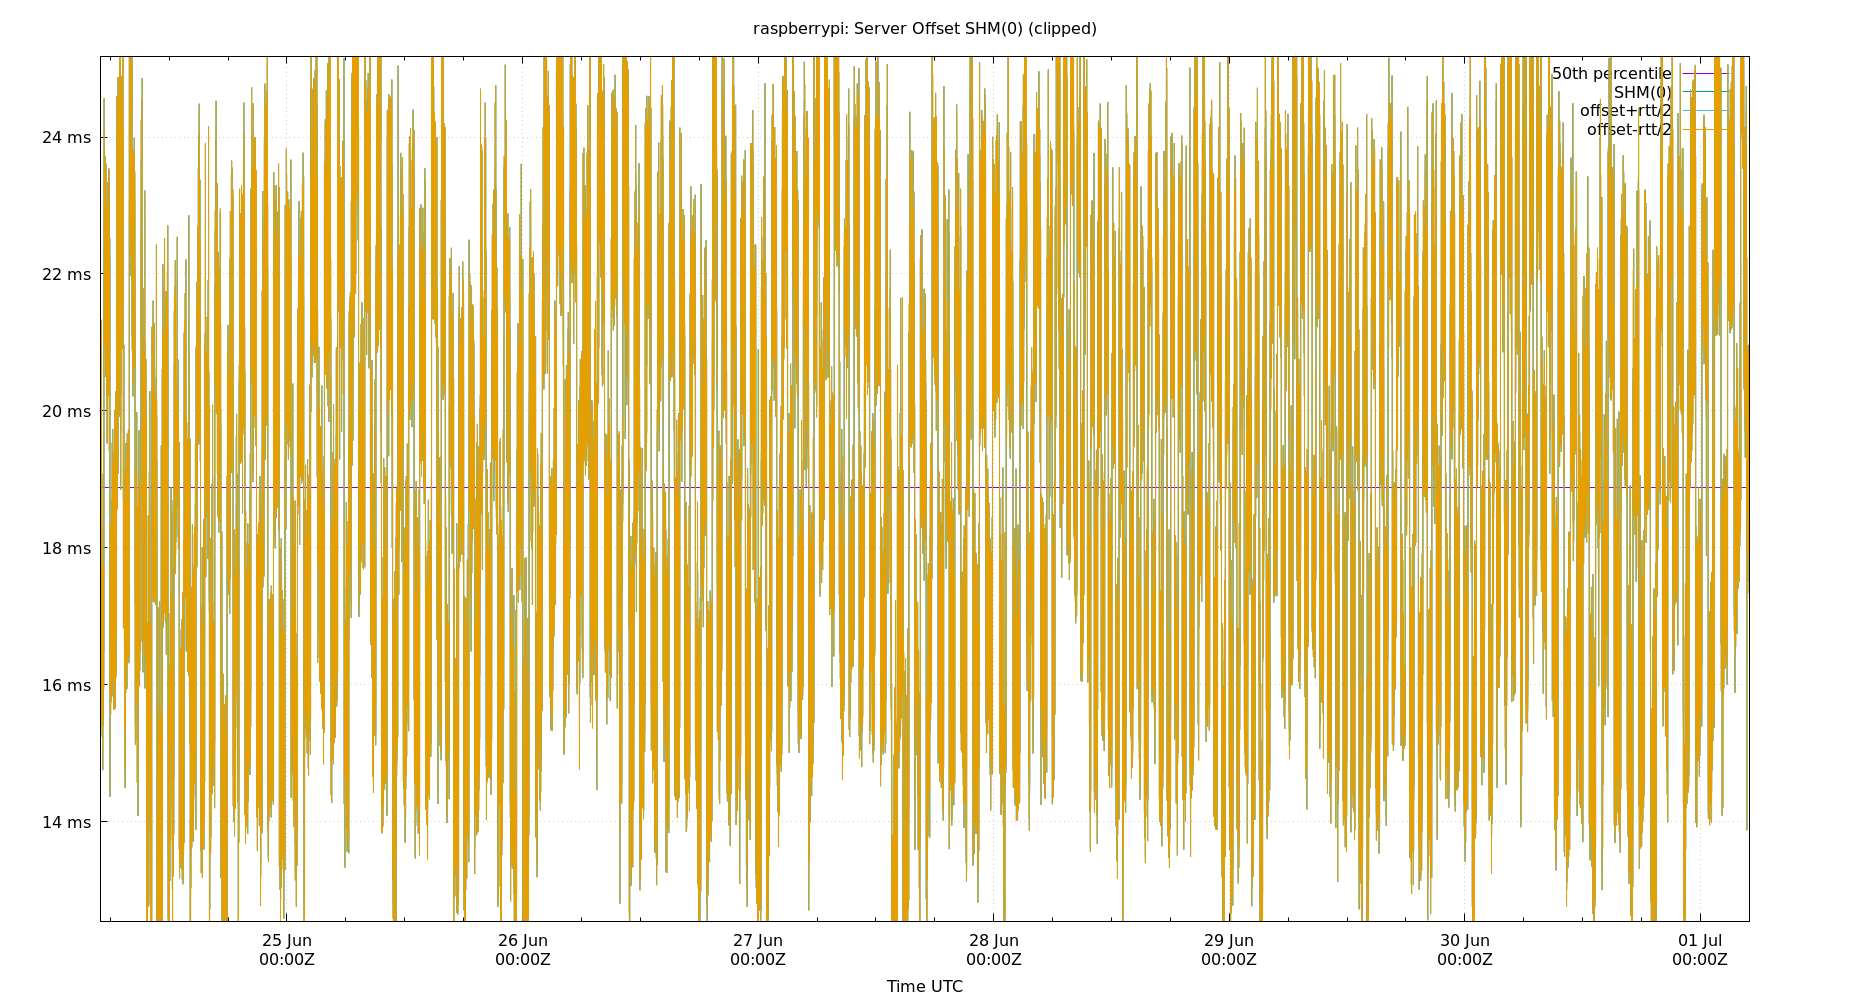 raspberrypi: Server Offset SHM(0) (clipped)
50th percentile
SHM(0)
offset+rtt/2
offset-rtt/2
24 ms
22 ms
20 ms
18 ms
16 ms
14 ms
25 Jun
00:00Z
26 Jun
00:00Z
27 Jun
00:00Z
28 Jun
00:00Z
29 Jun
00:00Z
30 Jun
00:00Z
01 Jul
00:00Z
Time UTC